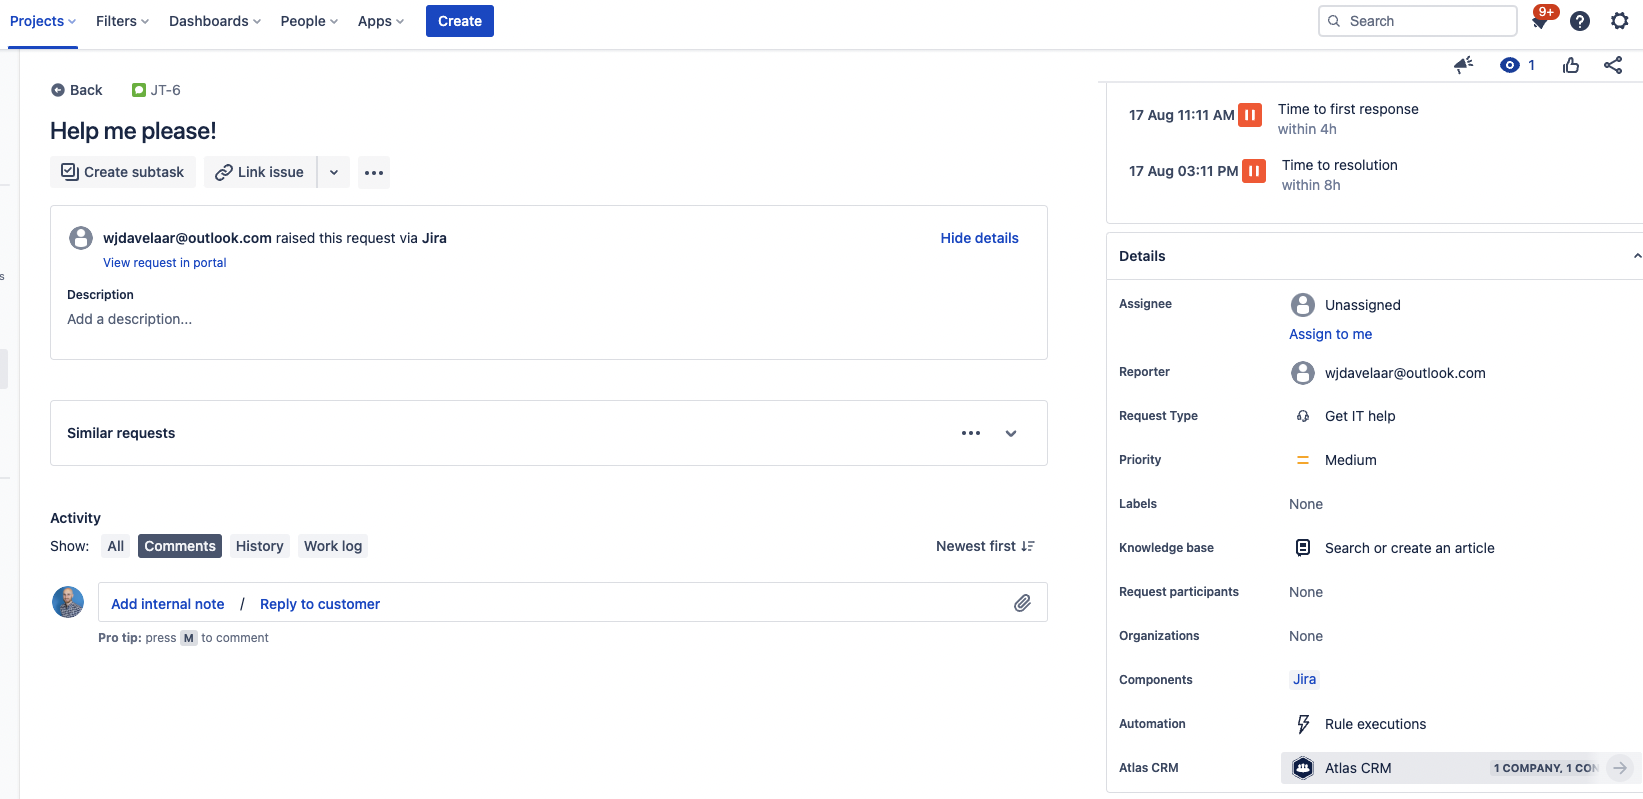 Projects Filters Dashboards People Apps Create Search 9+
1
Back JT-6
Help me please!
Create subtask Link issue
wjdavelaar@outlook.com raised this request via Jira Hide details
View request in portal
Description
Add a description...
Similar requests
Activity
Show: All Comments History Work log Newest first
Add internal note / Reply to customer
Pro tip: press M to comment
17 Aug 11:11 AM Time to first response
within 4h
17 Aug 03:11 PM Time to resolution
within 8h
Details
Assignee Unassigned
Assign to me
Reporter wjdavelaar@outlook.com
Request Type Get IT help
Priority Medium
Labels None
Knowledge base Search or create an article
Request participants None
Organizations None
Components Jira
Automation Rule executions
Atlas CRM Atlas CRM 1 COMPANY, 1 CON
s